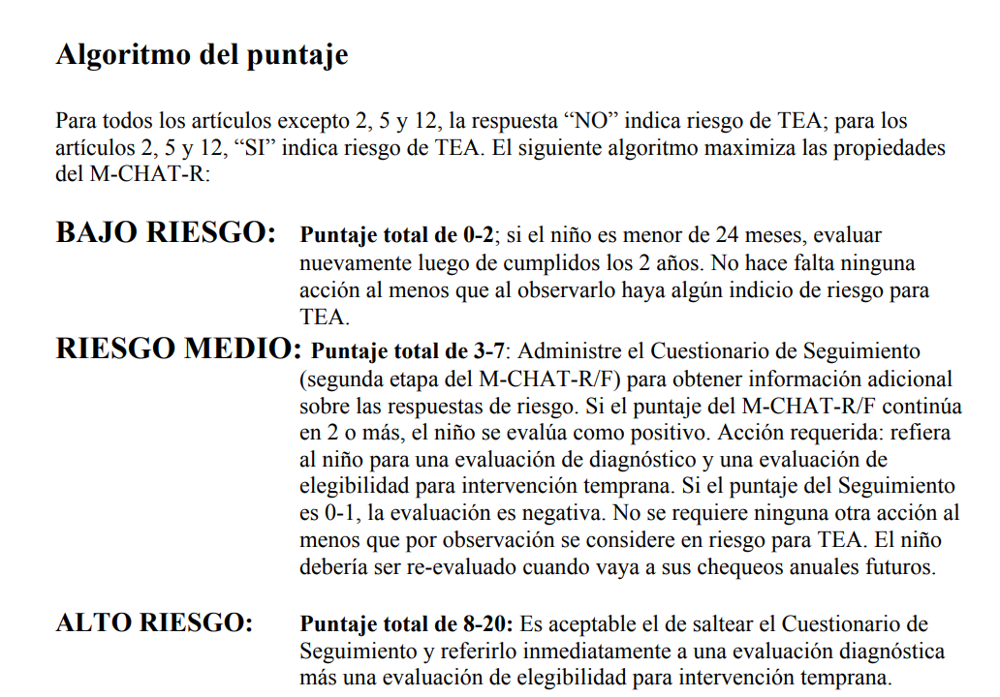 Algoritmo del puntaje
Para todos los artículos excepto 2, 5 y 12, la respuesta “NO” indica riesgo de TEA; para los
artículos 2, 5 y 12, “SI” indica riesgo de TEA. El siguiente algoritmo maximiza las propiedades
del M-CHAT-R:
BAJO RIESGO: Puntaje total de 0-2; si el niño es menor de 24 meses, evaluar
nuevamente luego de cumplidos los 2 años. No hace falta ninguna
acción al menos que al observarlo haya algún indicio de riesgo para
TEA.
RIESGO MEDIO: Puntaje total de 3-7: Administre el Cuestionario de Seguimiento
(segunda etapa del M-CHAT-R/F) para obtener información adicional
sobre las respuestas de riesgo. Si el puntaje del M-CHAT-R/F continúa
en 2 o más, el niño se evalúa como positivo. Acción requerida: refiera
al niño para una evaluación de diagnóstico y una evaluación de
elegibilidad para intervención temprana. Si el puntaje del Seguimiento
es 0-1, la evaluación es negativa. No se requiere ninguna otra acción al
menos que por observación se considere en riesgo para TEA. El niño
debería ser re-evaluado cuando vaya a sus chequeos anuales futuros.
ALTO RIESGO: Puntaje total de 8-20: Es aceptable el de saltear el Cuestionario de
Seguimiento y referirlo inmediatamente a una evaluación diagnóstica
más una evaluación de elegibilidad para intervención temprana.